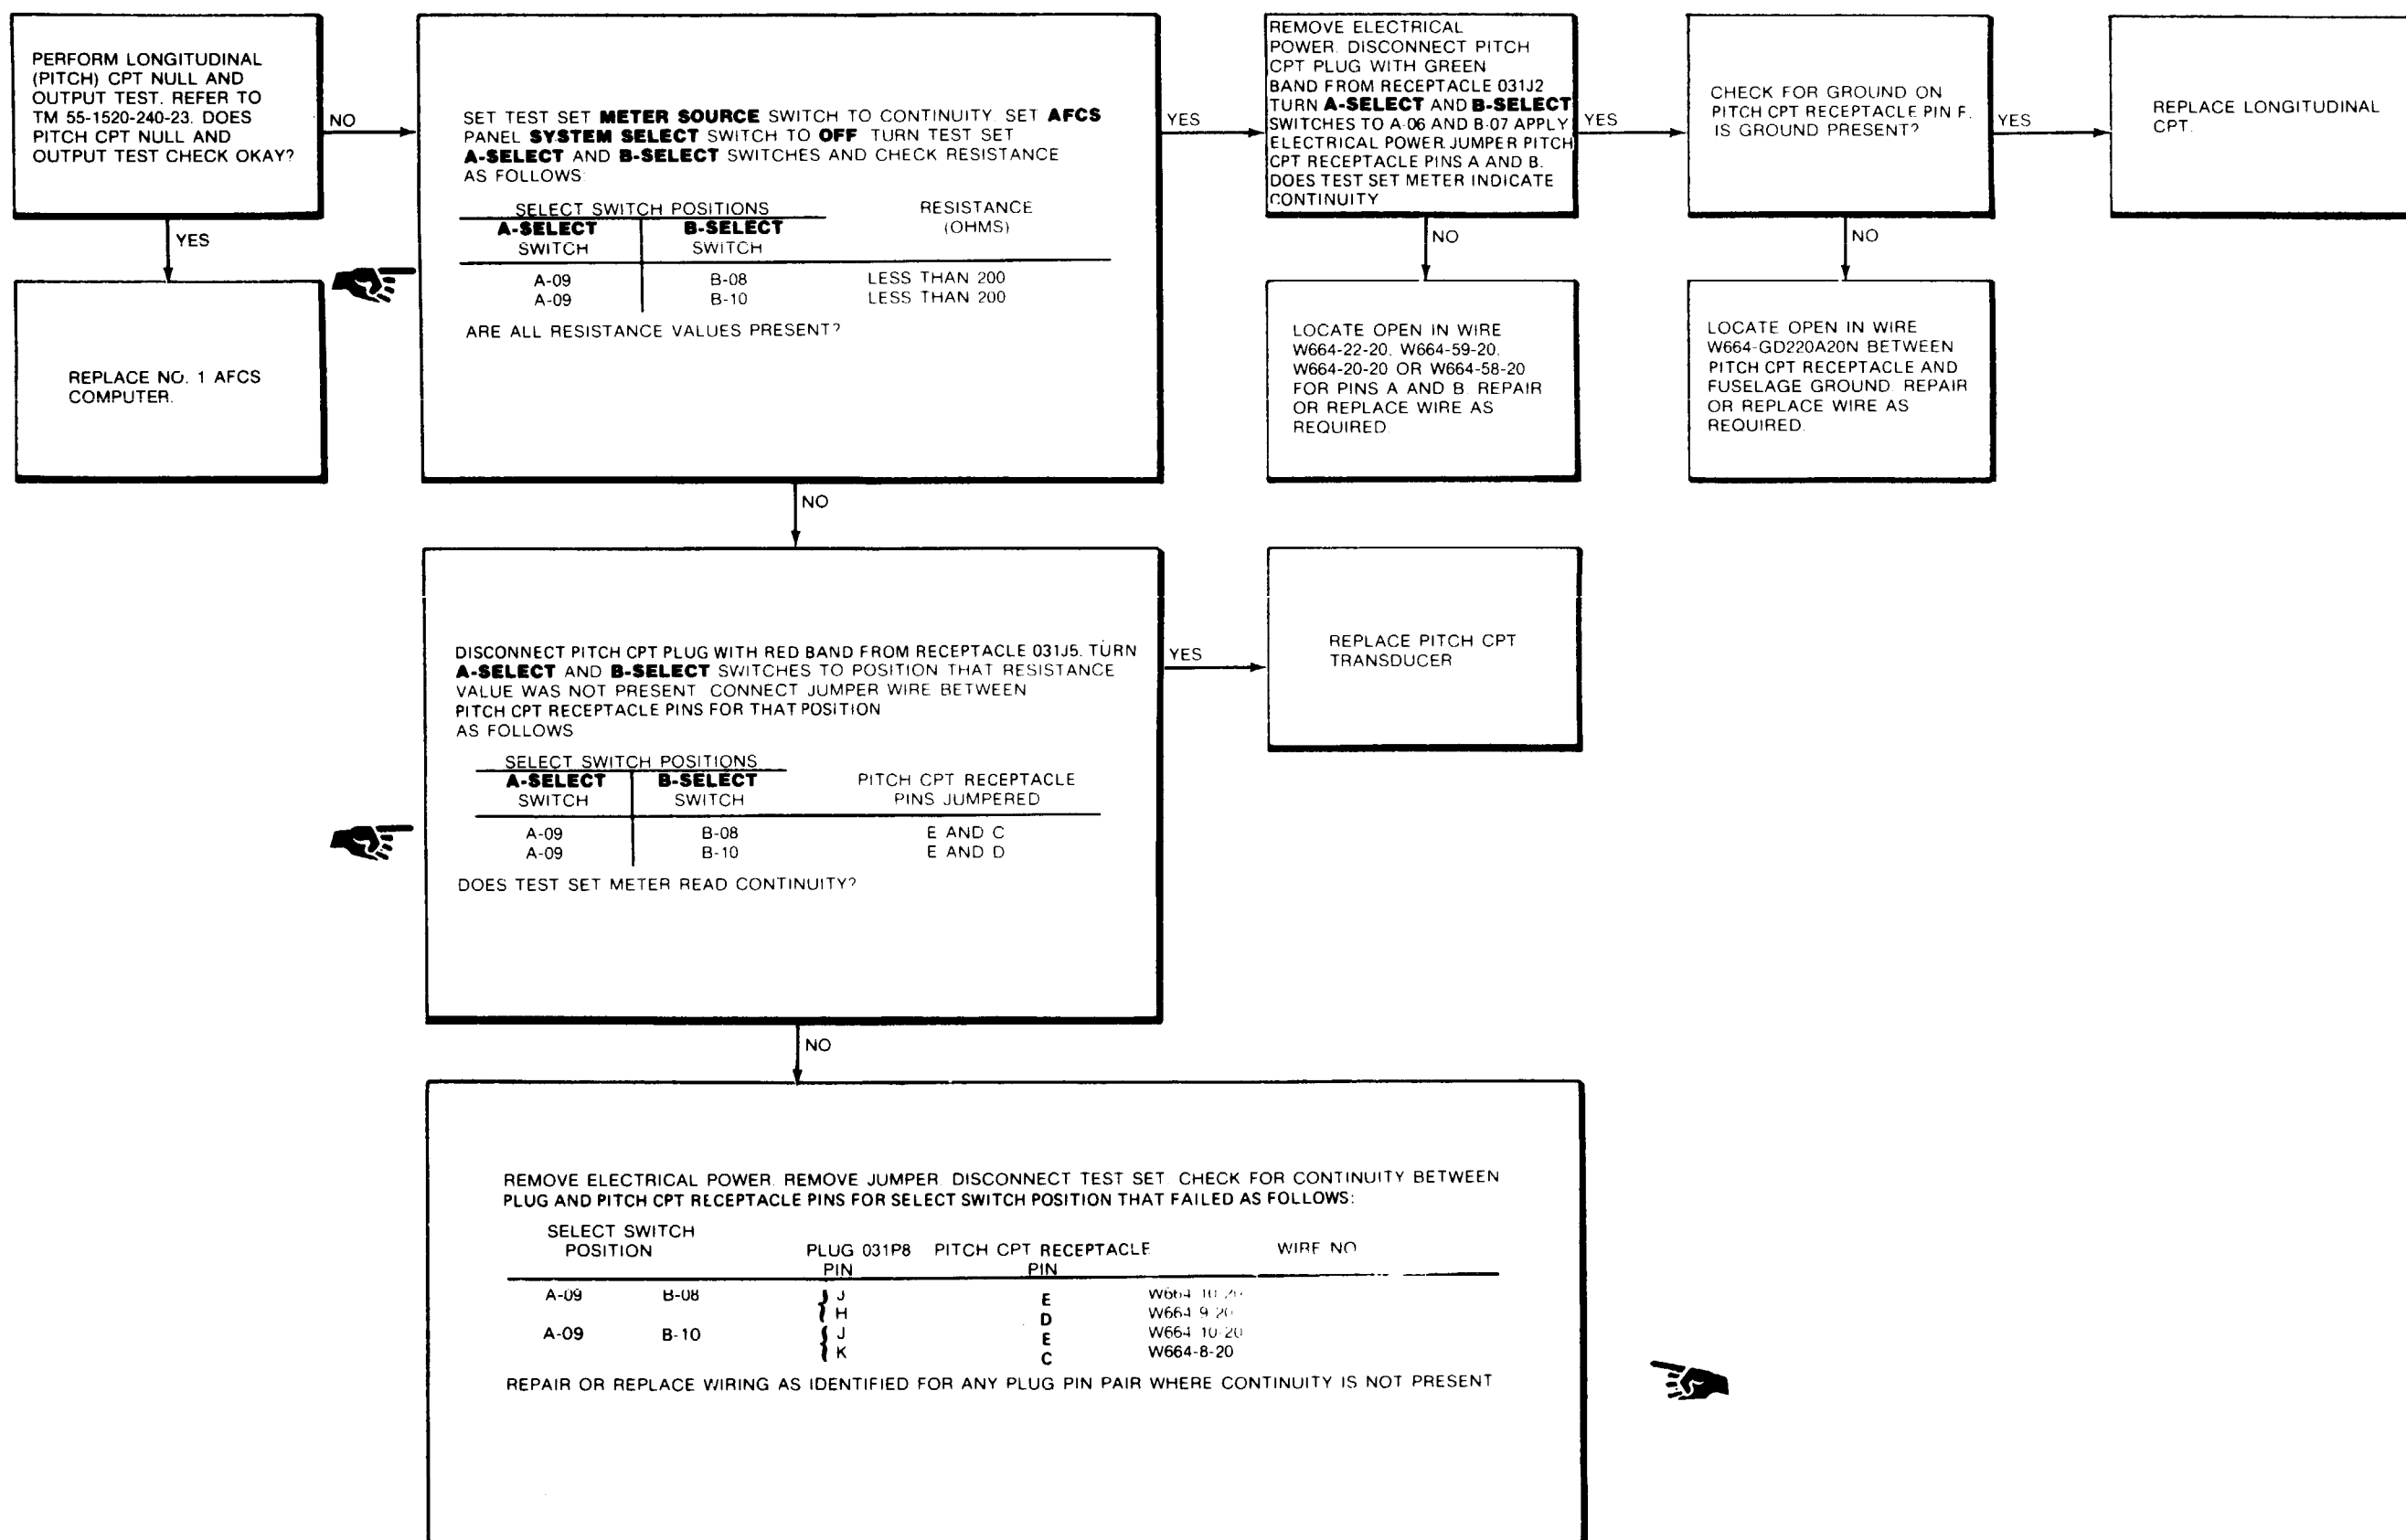 PERFORM LONGITUDINAL
(PITCH) CPT NULL AND
OUTPUT TEST. REFER TO
TM 55-1520-240-23. DOES
PITCH CPT NULL AND
OUTPUT TEST CHECK OKAY?
NO
YES
REPLACE NO. 1 AFCS
COMPUTER.
SET TEST SET METER SOURCE SWITCH TO CONTINUITY. SET AFCS
PANEL SYSTEM SELECT SWITCH TO OFF TURN TEST SET
A-SELECT AND B-SELECT SWITCHES AND CHECK RESISTANCE
AS FOLLOWS:
SELECT SWITCH POSITIONS RESISTANCE
A-SELECT B-SELECT (OHMS)
SWITCH SWITCH
A-09 B-08 LESS THAN 200
A-09 B-10 LESS THAN 200
ARE ALL RESISTANCE VALUES PRESENT?
YES
NO
REMOVE ELECTRICAL
POWER. DISCONNECT PITCH
CPT PLUG WITH GREEN
BAND FROM RECEPTACLE 031J2
TURN A-SELECT AND B-SELECT
SWITCHES TO A-06 AND B-07 APPLY
ELECTRICAL POWER JUMPER PITCH
CPT RECEPTACLE PINS A AND B.
DOES TEST SET METER INDICATE
CONTINUITY
YES
NO
LOCATE OPEN IN WIRE
W664-22-20, W664-59-20,
W664-20-20 OR W664-58-20
FOR PINS A AND B. REPAIR
OR REPLACE WIRE AS
REQUIRED.
CHECK FOR GROUND ON
PITCH CPT RECEPTACLE PIN F.
IS GROUND PRESENT?
YES
NO
LOCATE OPEN IN WIRE
W664-GD220A20N BETWEEN
PITCH CPT RECEPTACLE AND
FUSELAGE GROUND. REPAIR
OR REPLACE WIRE AS
REQUIRED.
REPLACE LONGITUDINAL
CPT.
DISCONNECT PITCH CPT PLUG WITH RED BAND FROM RECEPTACLE 031J5. TURN
A-SELECT AND B-SELECT SWITCHES TO POSITION THAT RESISTANCE
VALUE WAS NOT PRESENT CONNECT JUMPER WIRE BETWEEN
PITCH CPT RECEPTACLE PINS FOR THAT POSITION
AS FOLLOWS
SELECT SWITCH POSITIONS
A-SELECT B-SELECT PITCH CPT RECEPTACLE
SWITCH SWITCH PINS JUMPERED
A-09 B-08 E AND C
A-09 B-10 E AND D
DOES TEST SET METER READ CONTINUITY?
YES
NO
REPLACE PITCH CPT
TRANSDUCER
REMOVE ELECTRICAL POWER. REMOVE JUMPER. DISCONNECT TEST SET. CHECK FOR CONTINUITY BETWEEN
PLUG AND PITCH CPT RECEPTACLE PINS FOR SELECT SWITCH POSITION THAT FAILED AS FOLLOWS:
SELECT SWITCH
POSITION PLUG 031P8 PITCH CPT RECEPTACLE WIRE NO
PIN PIN
A-09 B-08 J E W664-10-20
H D W664-9-20
A-09 B-10 J E W664-10-20
K C W664-8-20
REPAIR OR REPLACE WIRING AS IDENTIFIED FOR ANY PLUG PIN PAIR WHERE CONTINUITY IS NOT PRESENT